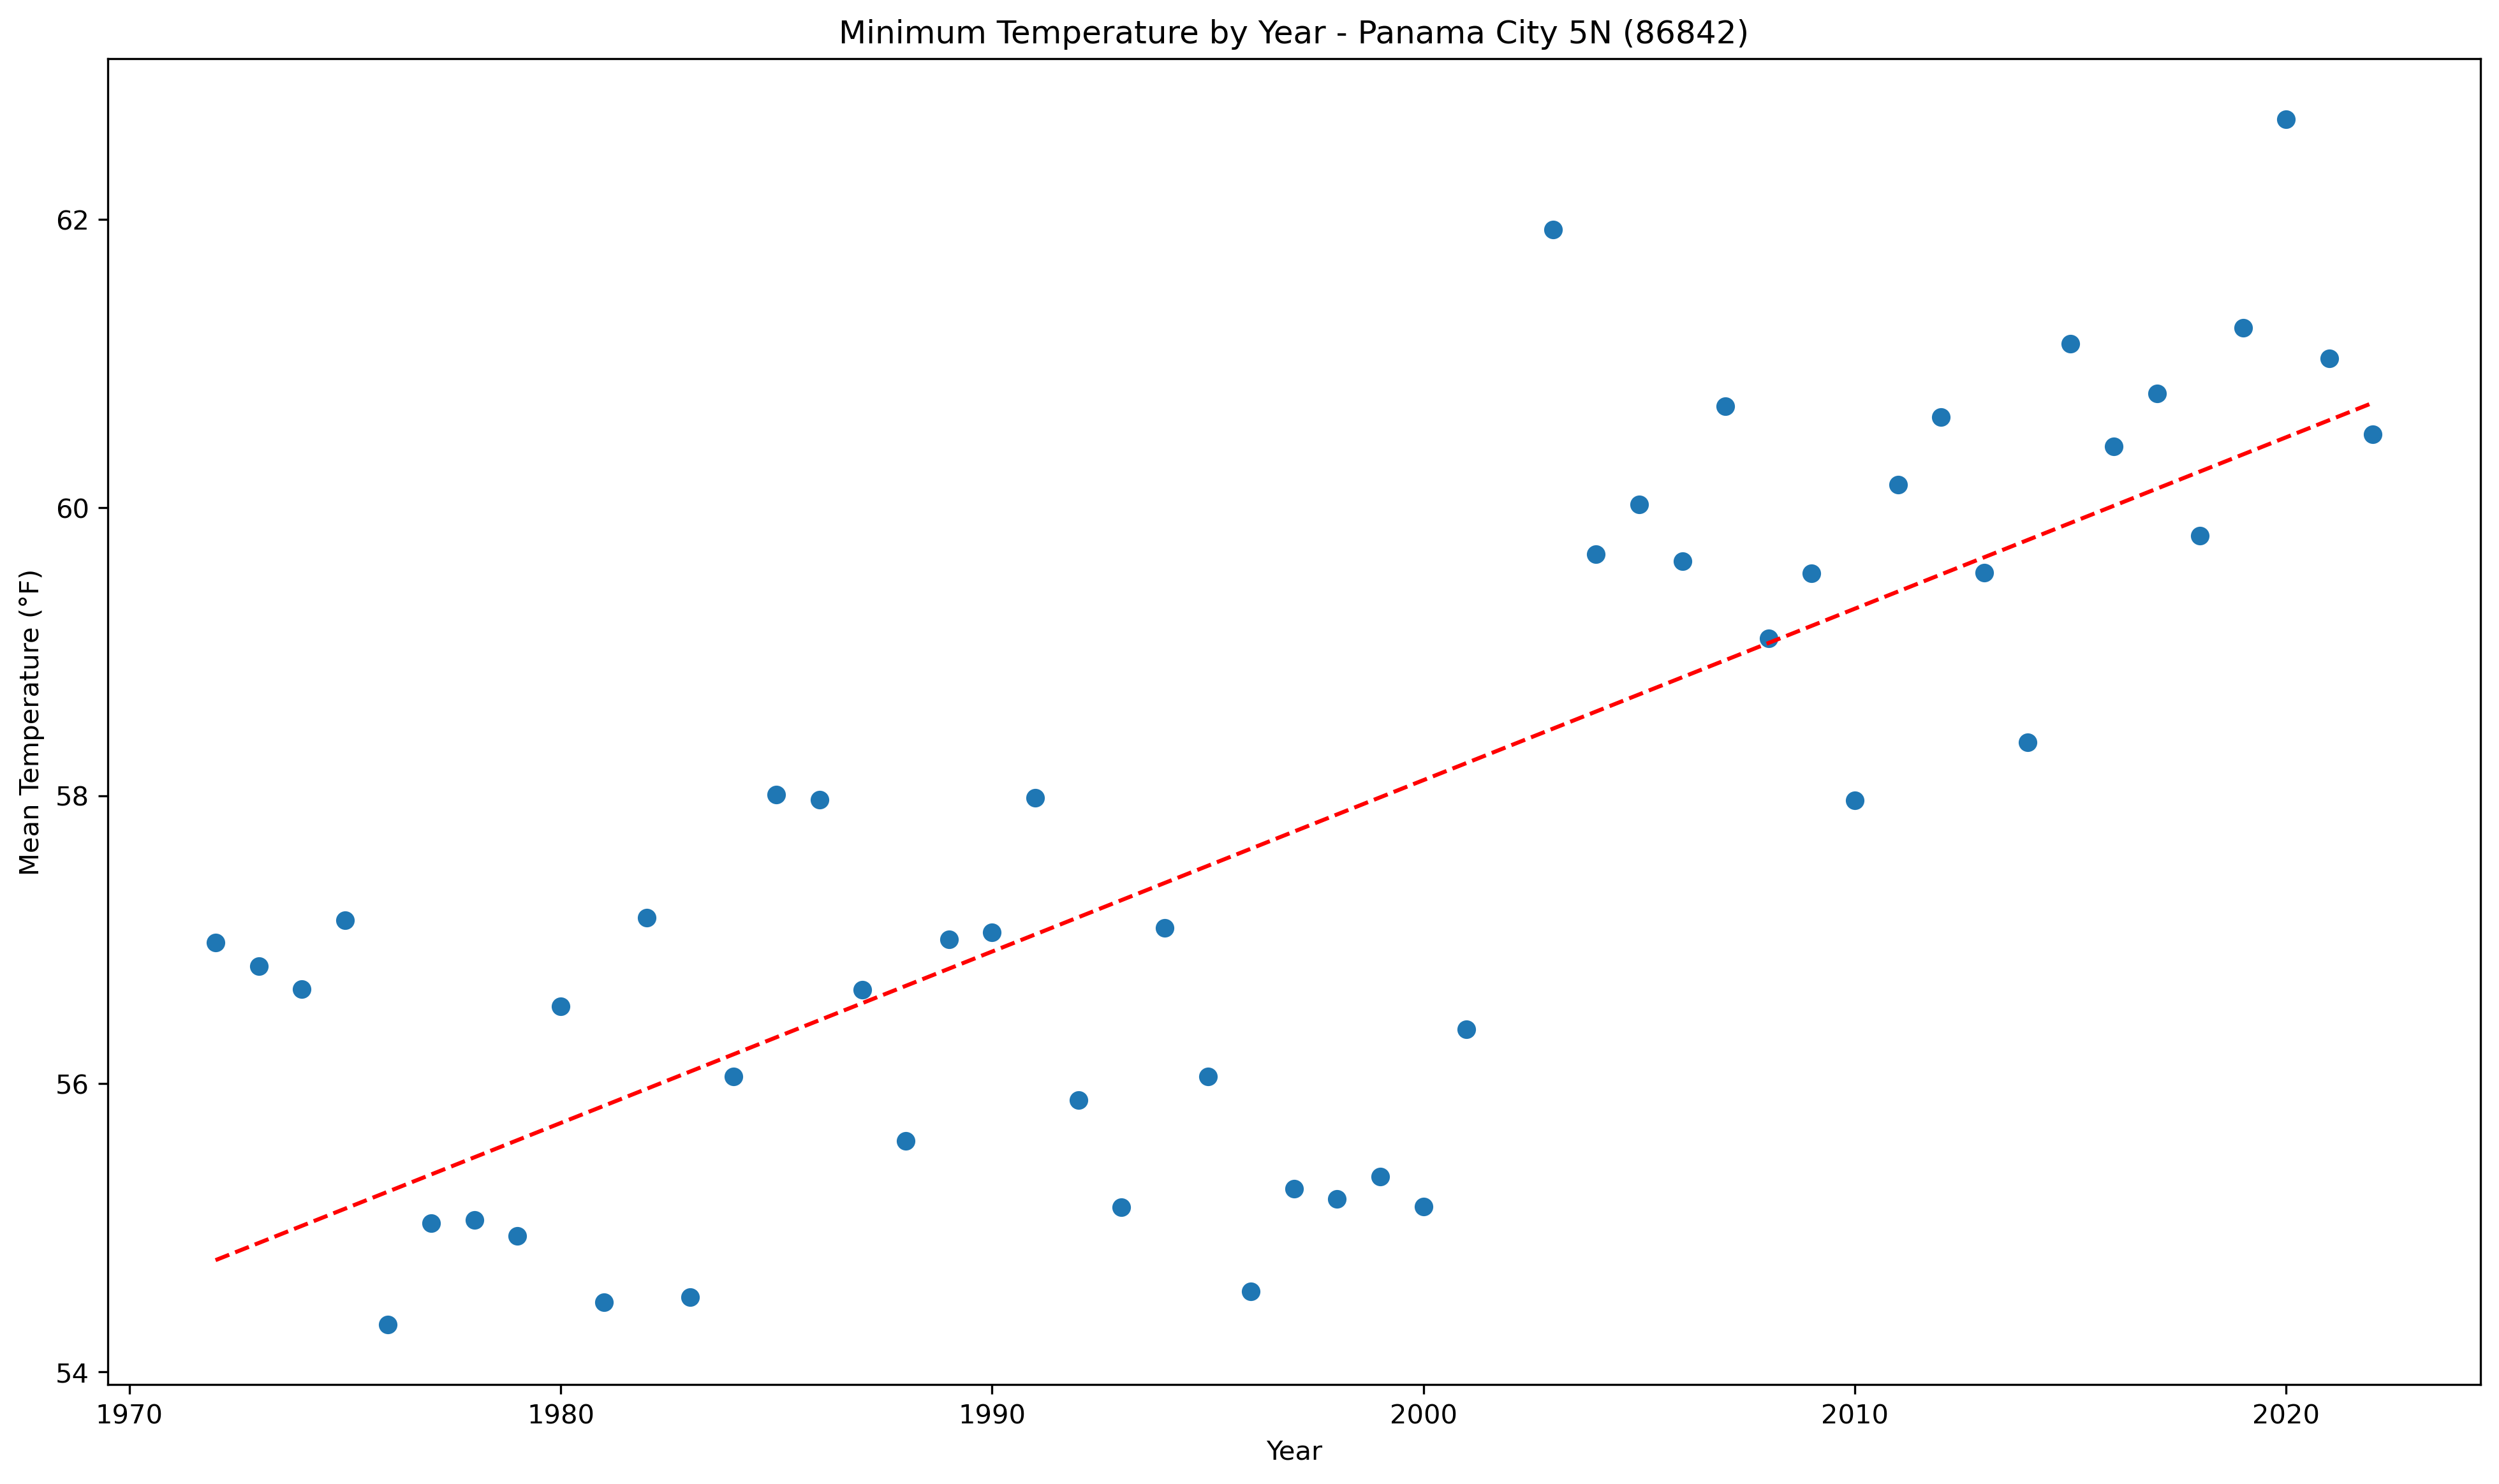 Minimum Temperature by Year - Panama City 5N (86842)
Mean Temperature (°F)
62
60
58
56
54
1970 1980 1990 2000 2010 2020
Year